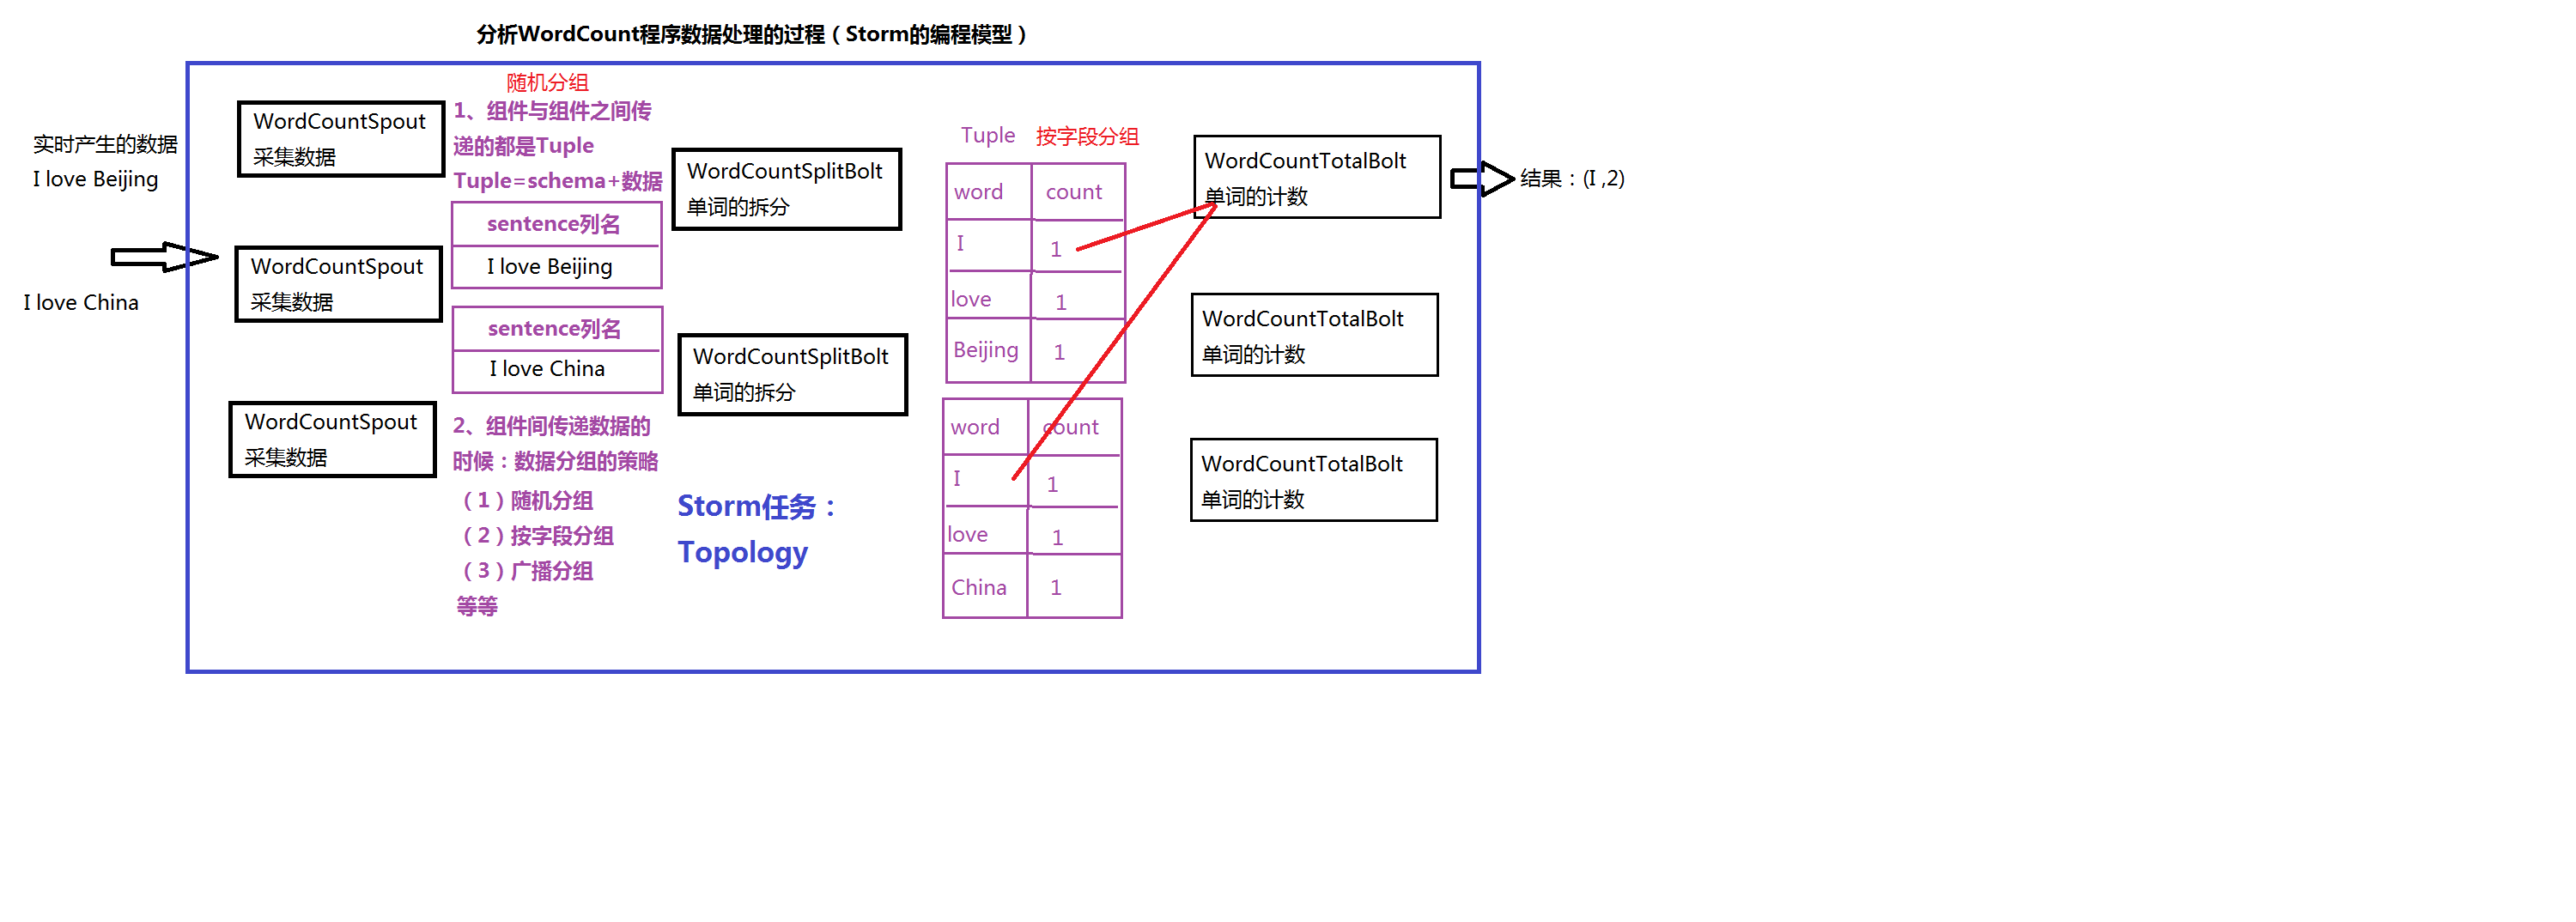 分析WordCount程序数据处理的过程（Storm的编程模型）
实时产生的数据
I love Beijing
I love China
WordCountSpout
采集数据
WordCountSpout
采集数据
WordCountSpout
采集数据
随机分组
1、组件与组件之间传
递的都是Tuple
Tuple=schema+数据
sentence列名
I love Beijing
sentence列名
I love China
2、组件间传递数据的
时候：数据分组的策略
（1）随机分组
（2）按字段分组
（3）广播分组
等等
WordCountSplitBolt
单词的拆分
WordCountSplitBolt
单词的拆分
Storm任务：
Topology
Tuple 按字段分组
word count
I 1
love 1
Beijing 1
word count
I 1
love 1
China 1
WordCountTotalBolt
单词的计数
WordCountTotalBolt
单词的计数
WordCountTotalBolt
单词的计数
结果：(I ,2)